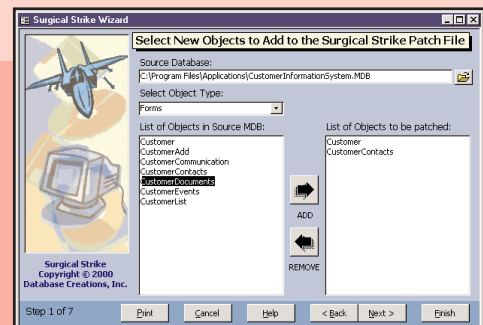 Surgical Strike Wizard
Select New Objects to Add to the Surgical Strike Patch File
Source Database:
C:\Program Files\Applications\CustomerInformationSystem.MDB
Select Object Type:
Forms
List of Objects in Source MDB:
Customer
CustomerAdd
CustomerCommunication
CustomerContacts
CustomerDocuments
CustomerEvents
CustomerList
ADD
REMOVE
List of Objects to be patched:
Customer
CustomerContacts
Surgical Strike
Copyright © 2000
Database Creations, Inc.
Step 1 of 7
Print
Cancel
Help
< Back
Next >
Finish